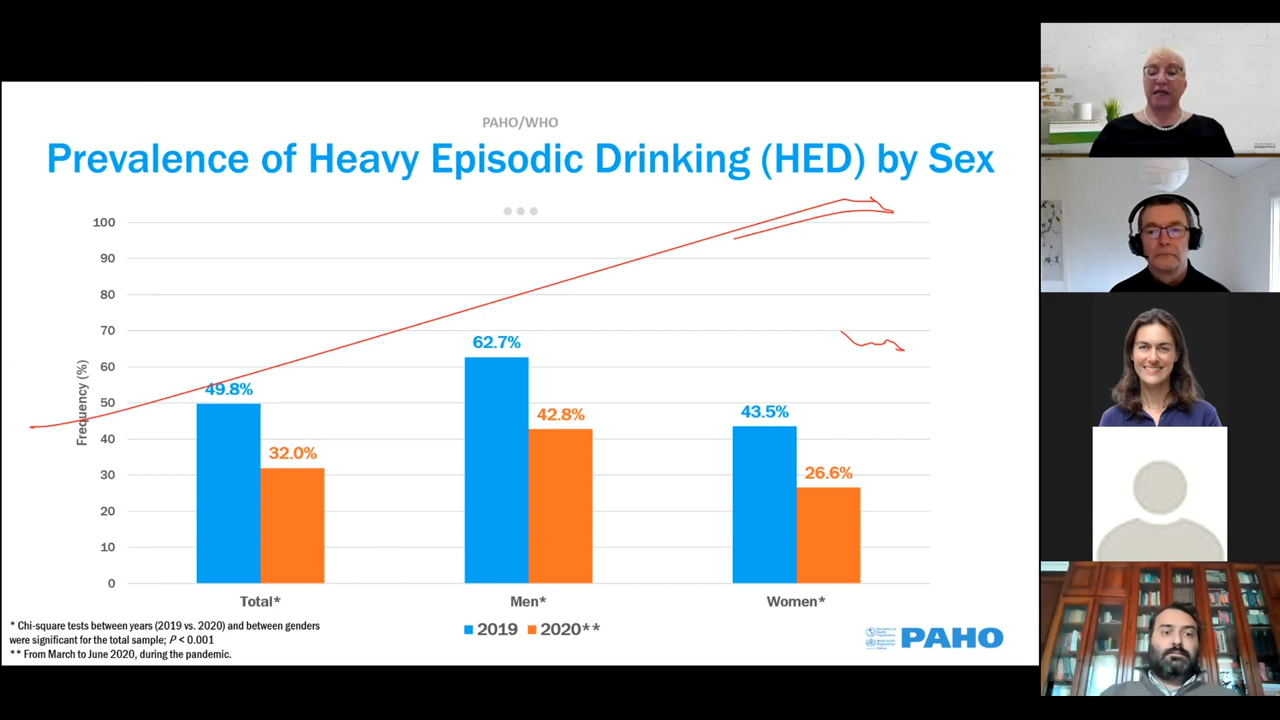 PAHO/WHO
Prevalence of Heavy Episodic Drinking (HED) by Sex
100
90
80
70
60
50
40
30
20
10
0
Frequency (%)
49.8%
32.0%
62.7%
42.8%
43.5%
26.6%
Total*
Men*
Women*
2019 2020**
* Chi-square tests between years (2019 vs. 2020) and between genders
were significant for the total sample; P < 0.001
** From March to June 2020, during the pandemic.
PAHO